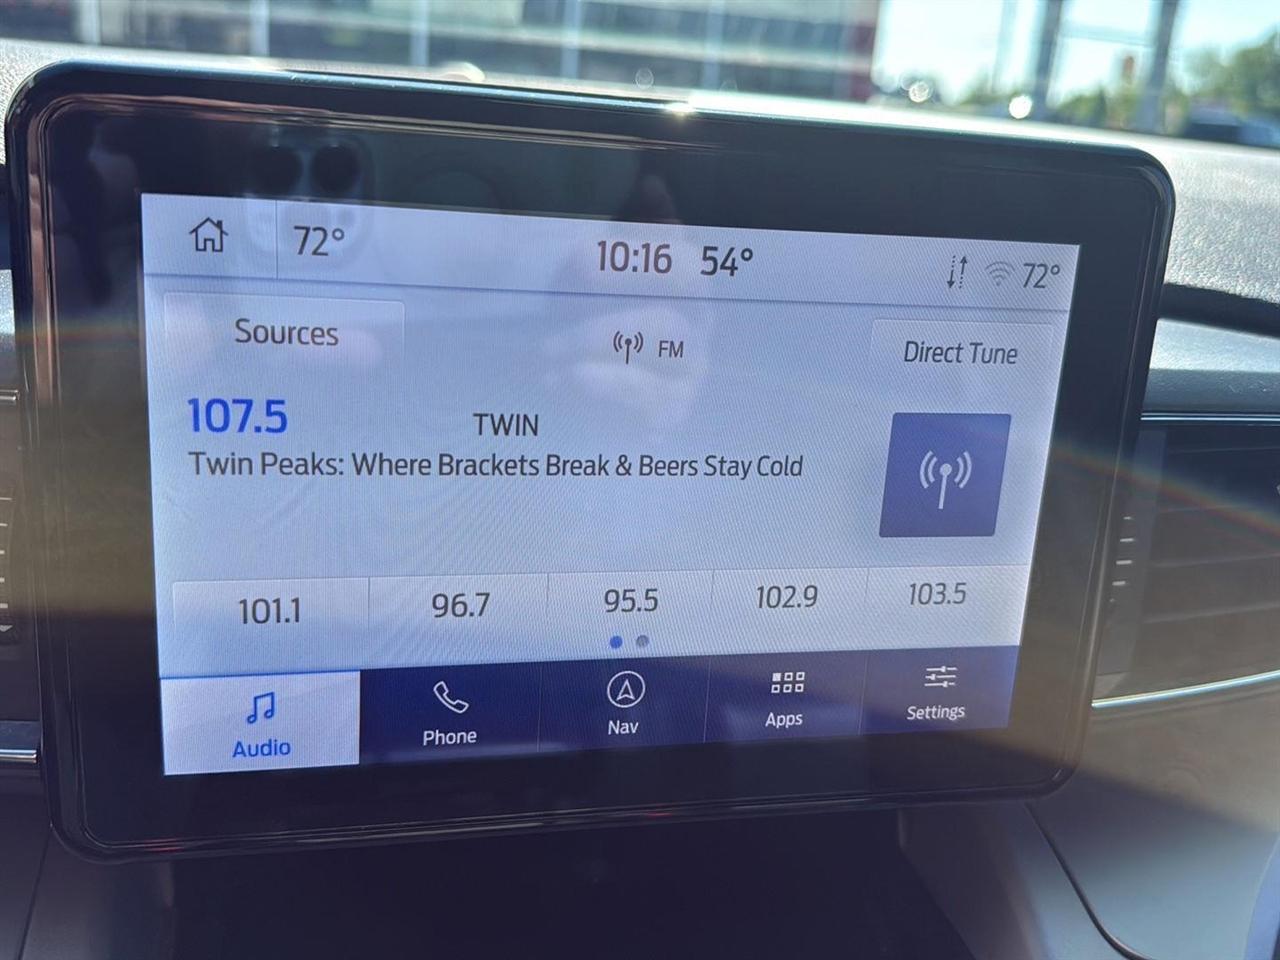 72° 10:16 54° 72°
Sources FM Direct Tune
107.5 TWIN
Twin Peaks: Where Brackets Break & Beers Stay Cold
101.1 96.7 95.5 102.9 103.5
Audio Phone Nav Apps Settings